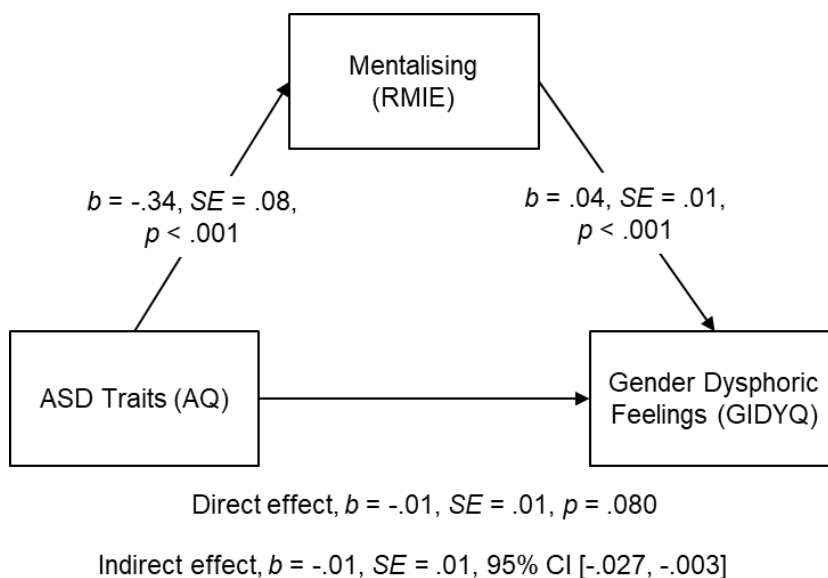 Mentalising
(RMIE)
b = -.34, SE = .08,
p < .001
b = .04, SE = .01,
p < .001
ASD Traits (AQ)
Gender Dysphoric
Feelings (GIDYQ)
Direct effect, b = -.01, SE = .01, p = .080
Indirect effect, b = -.01, SE = .01, 95% CI [-.027, -.003]